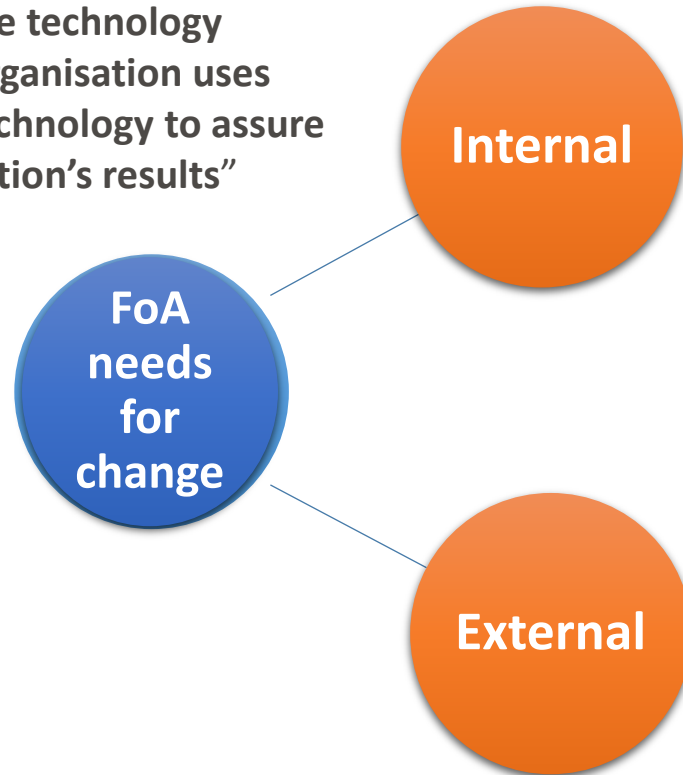 e technology
ganisation uses
chnology to assure
tion's results”
Internal
FoA
needs
for
change
External